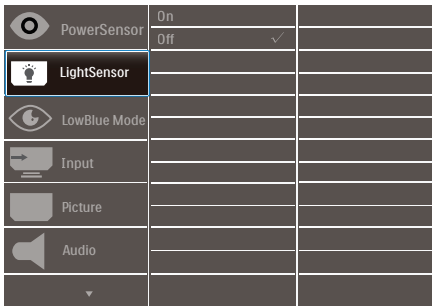 PowerSensor
On
Off
LightSensor
LowBlue Mode
Input
Picture
Audio